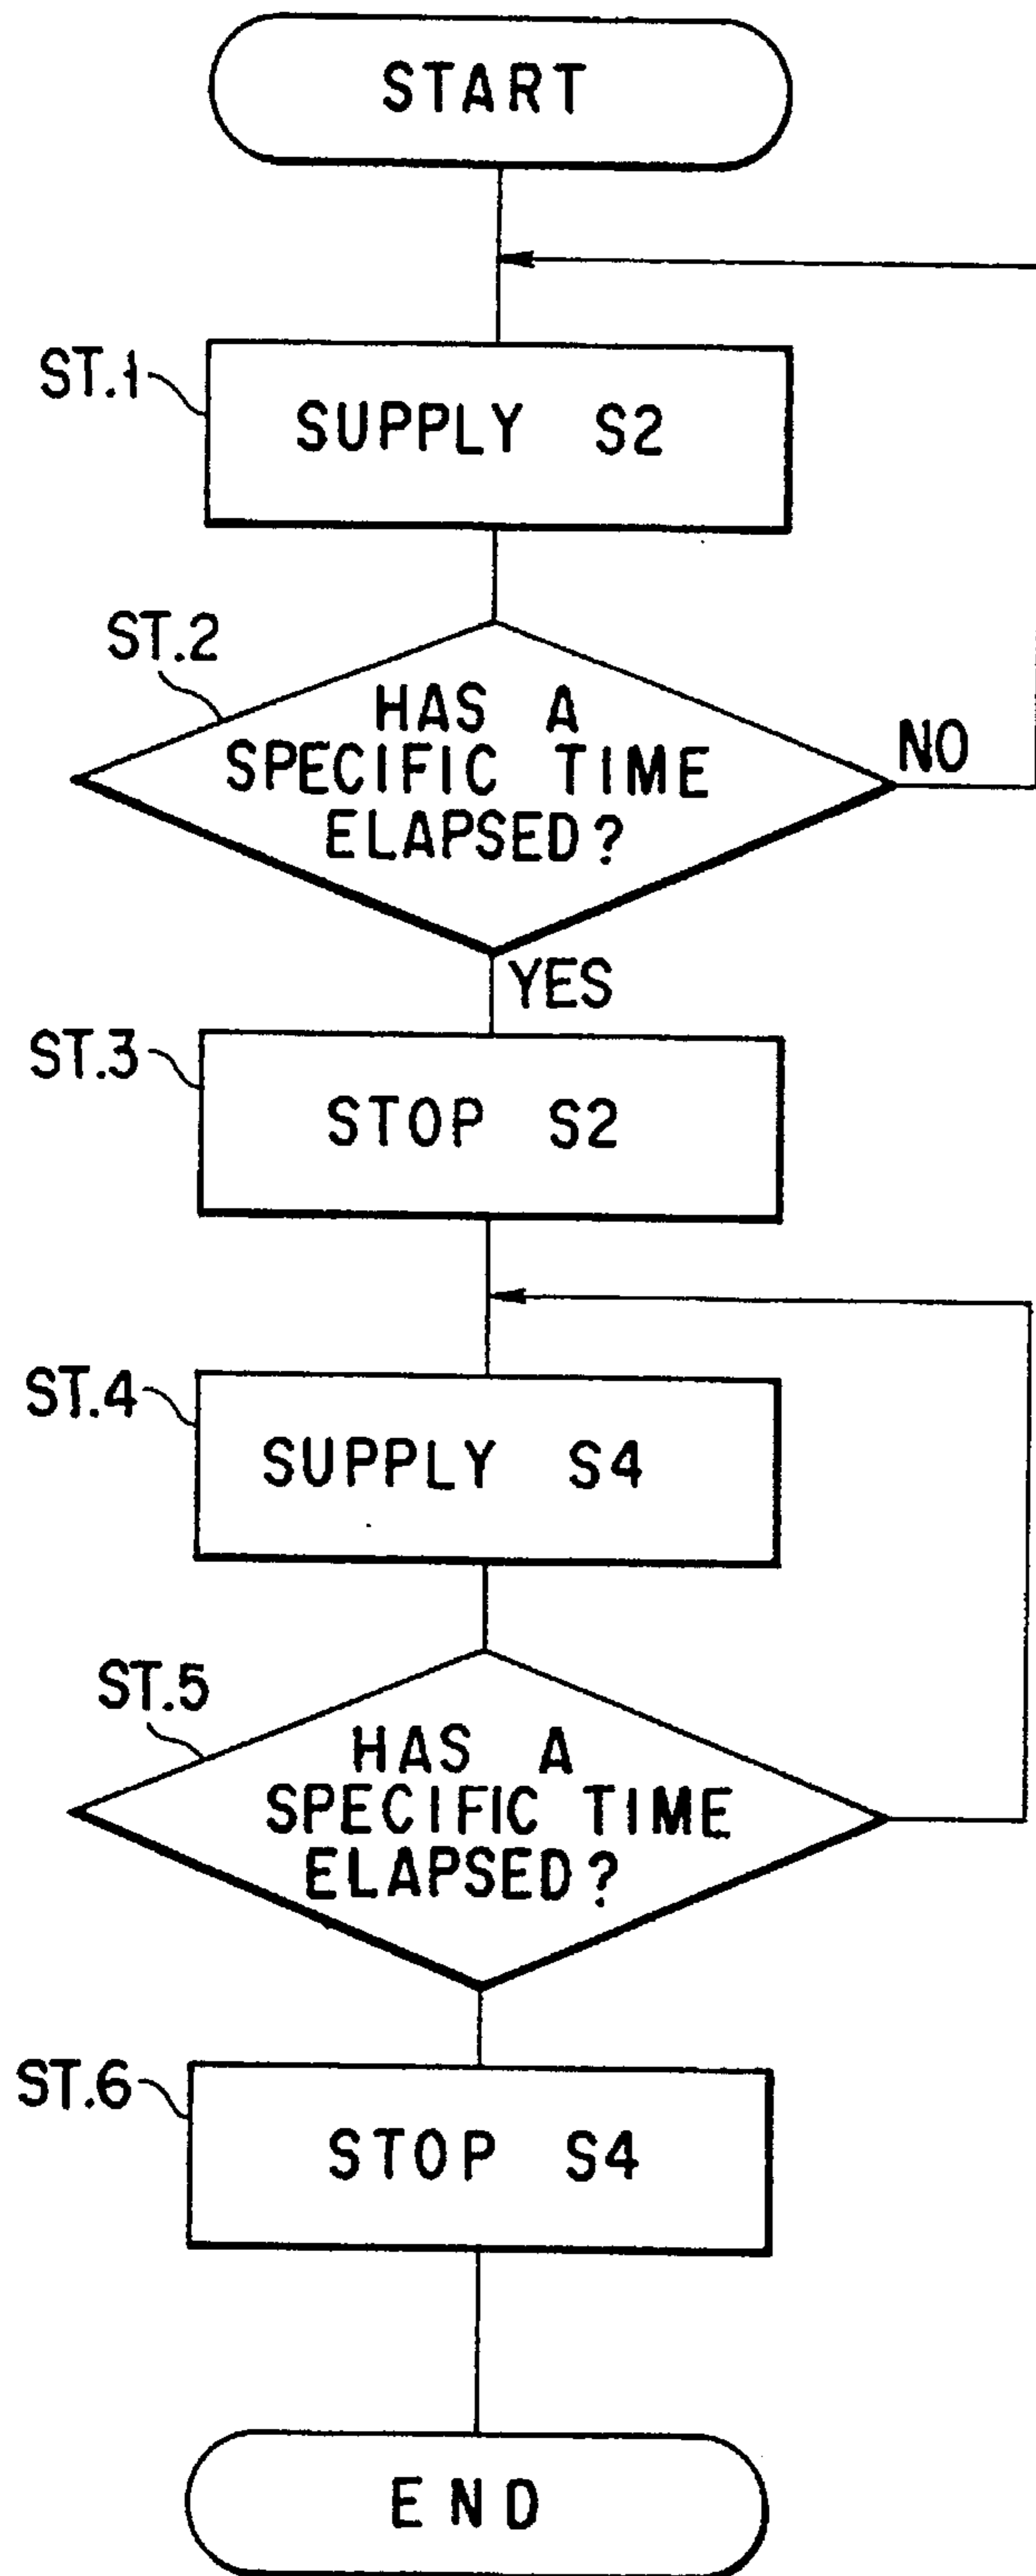 START
ST.1
SUPPLY S2
ST.2
HAS A
SPECIFIC TIME
ELAPSED?
NO
YES
ST.3
STOP S2
ST.4
SUPPLY S4
ST.5
HAS A
SPECIFIC TIME
ELAPSED?
ST.6
STOP S4
END